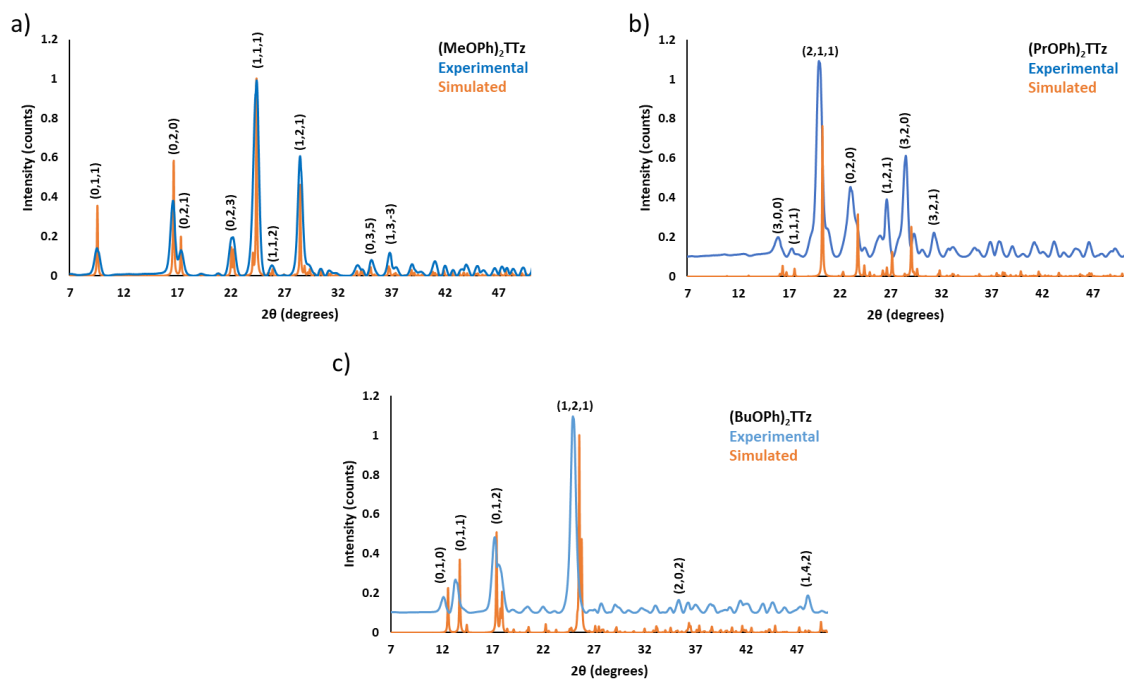 a)
1.2
1
0.8
0.6
0.4
0.2
0
Intensity (counts)
(MeOPh)₂TTz
Experimental
Simulated
(0,1,1)
(0,2,0)
(0,2,1)
(0,2,3)
(1,1,1)
(1,1,2)
(1,2,1)
(0,3,5)
(1,3,-3)
7 12 17 22 27 32 37 42 47
2θ (degrees)
b)
1.2
1
0.8
0.6
0.4
0.2
0
Intensity (counts)
(PrOPh)₂TTz
Experimental
Simulated
(3,0,0)
(1,1,1)
(2,1,1)
(0,2,0)
(1,2,1)
(3,2,0)
(3,2,1)
7 12 17 22 27 32 37 42 47
2θ (degrees)
c)
1.2
1
0.8
0.6
0.4
0.2
0
Intensity (counts)
(BuOPh)₂TTz
Experimental
Simulated
(0,1,0)
(0,1,1)
(0,1,2)
(1,2,1)
(2,0,2)
(1,4,2)
7 12 17 22 27 32 37 42 47
2θ (degrees)